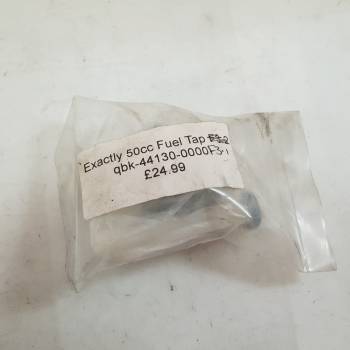 Exactly 50cc Fuel Tap
qbk-44130-0000
£24.99